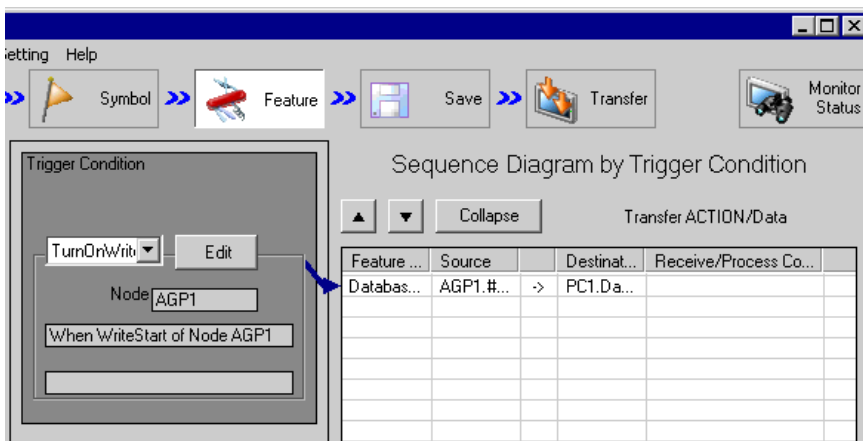 Setting Help
Symbol Feature Save Transfer Monitor Status
Trigger Condition
TurnOnWrit
Edit
Node AGP1
When WriteStart of Node AGP1
Sequence Diagram by Trigger Condition
Collapse
Transfer ACTION/Data
Feature ... Source Destinat... Receive/Process Co...
Databas... AGP1.#... -> PC1.Da...